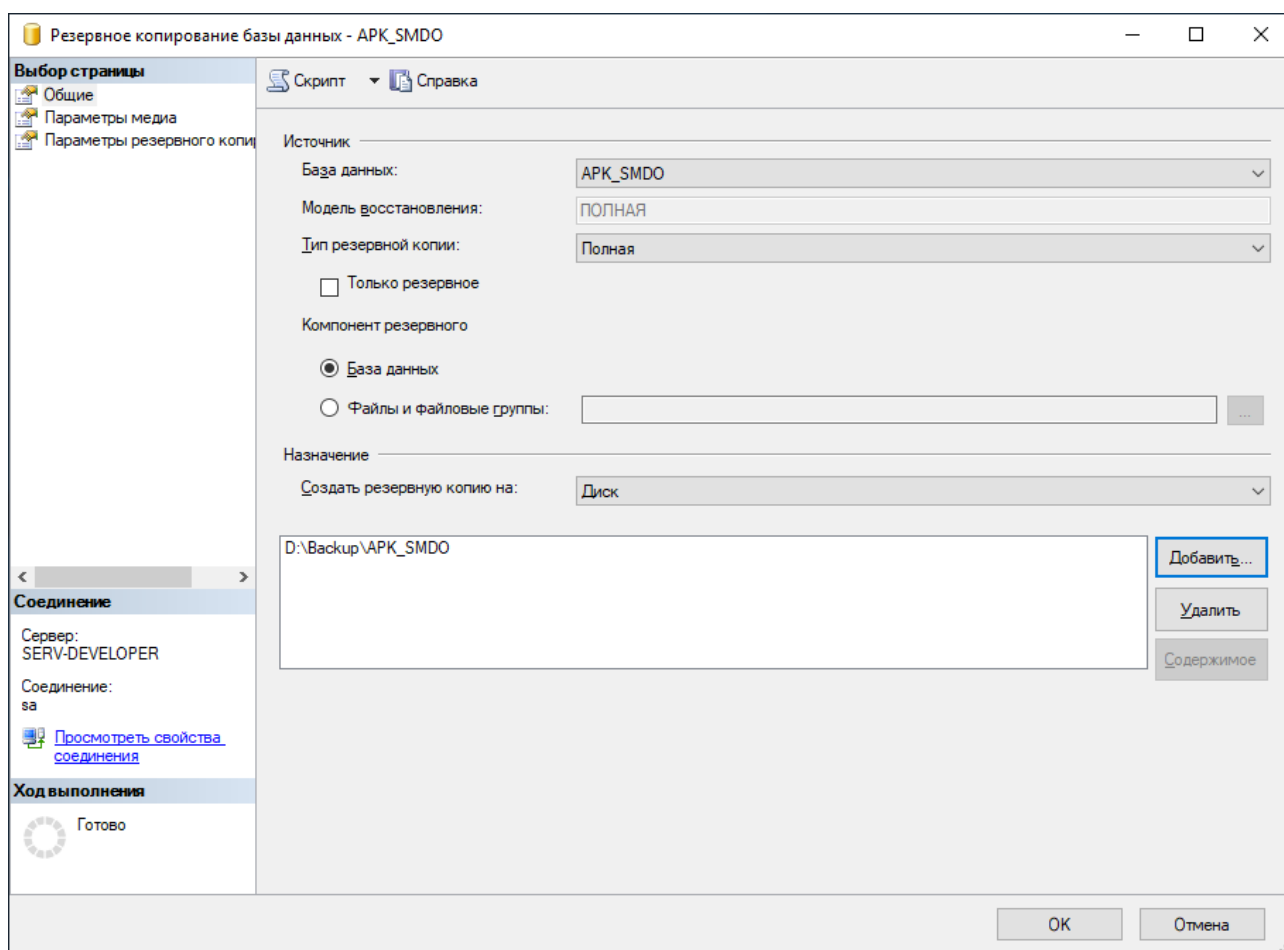 Резервное копирование базы данных - APK_SMDO
Выбор страницы
Общие
Параметры медиа
Параметры резервного копи
Скрипт
Справка
Источник
База данных:
APK_SMDO
Модель восстановления:
ПОЛНАЯ
Тип резервной копии:
Полная
Только резервное
Компонент резервного
База данных
Файлы и файловые группы:
...
Назначение
Создать резервную копию на:
Диск
D:\Backup\APK_SMDO
Добавить...
Удалить
Содержимое
Соединение
Сервер:
SERV-DEVELOPER
Соединение:
sa
Просмотреть свойства
соединения
Ход выполнения
Готово
OK
Отмена